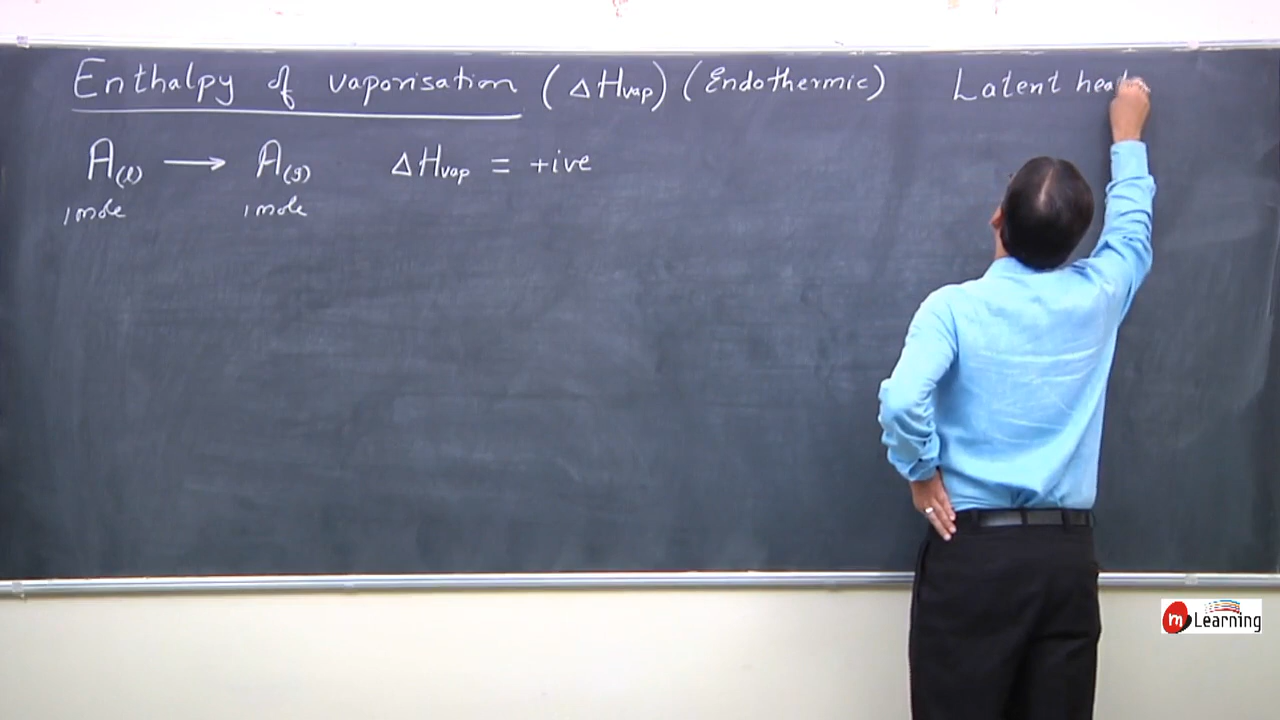 Enthalpy of vaporisation (ΔHvap) (Endothermic) Latent heat
A(l) ⟶ A(g) ΔHvap = +ive
1 mole 1 mole
m Learning